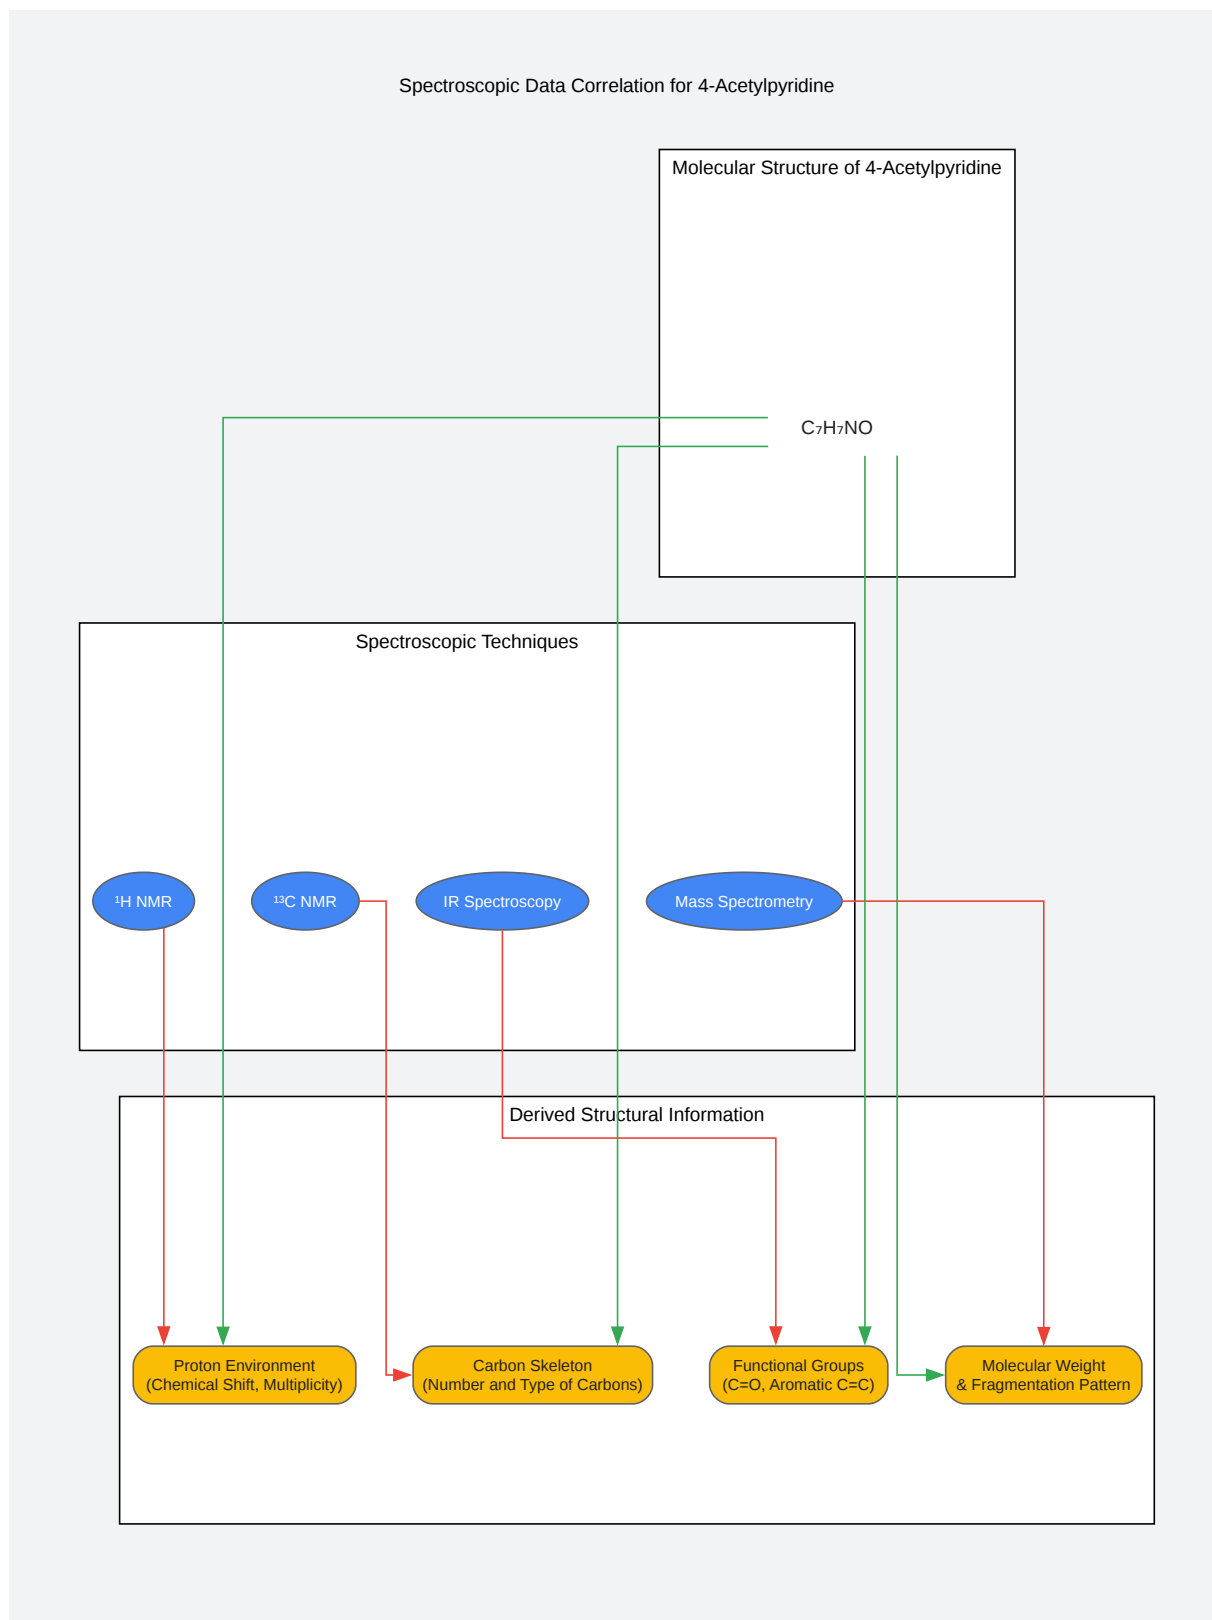 Spectroscopic Data Correlation for 4-Acetylpyridine
Molecular Structure of 4-Acetylpyridine
C₇H₇NO
Spectroscopic Techniques
¹H NMR
¹³C NMR
IR Spectroscopy
Mass Spectrometry
Derived Structural Information
Proton Environment
(Chemical Shift, Multiplicity)
Carbon Skeleton
(Number and Type of Carbons)
Functional Groups
(C=O, Aromatic C=C)
Molecular Weight
& Fragmentation Pattern